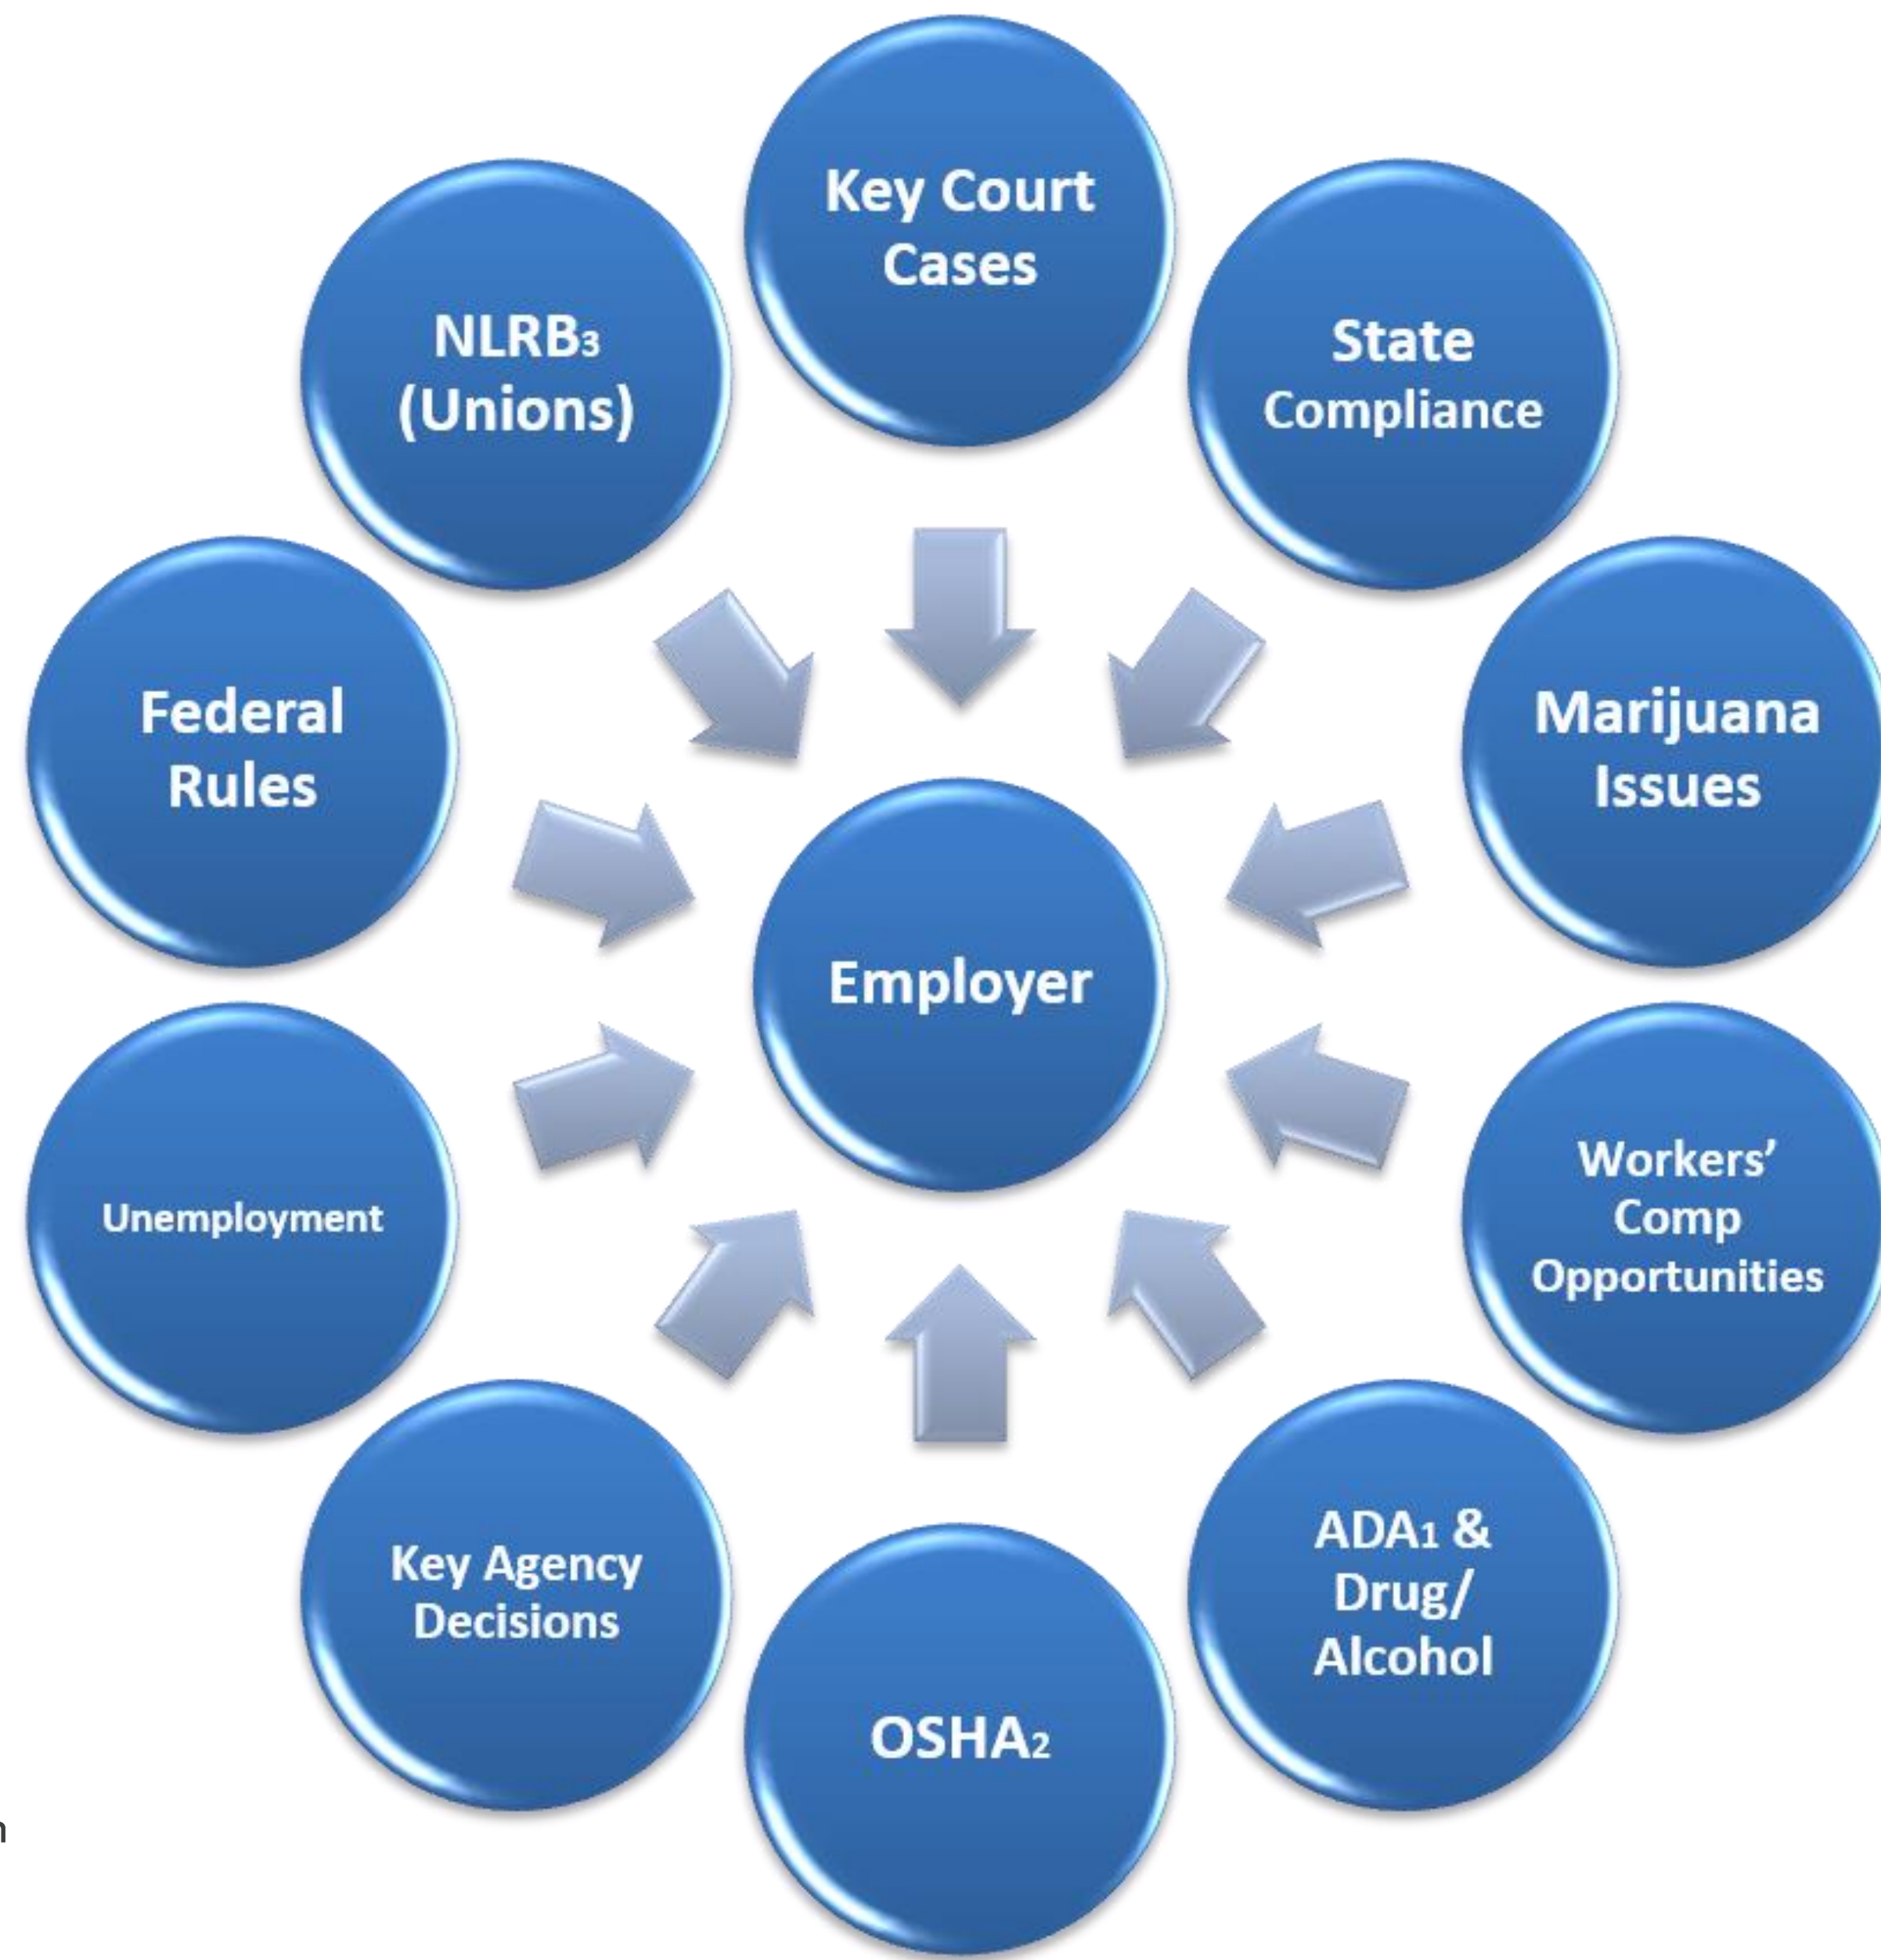 Key Court
Cases
State
Compliance
Marijuana
Issues
Workers’
Comp
Opportunities
ADA1 &
Drug/
Alcohol
OSHA2
Key Agency
Decisions
Unemployment
Federal
Rules
NLRB3
(Unions)
Employer